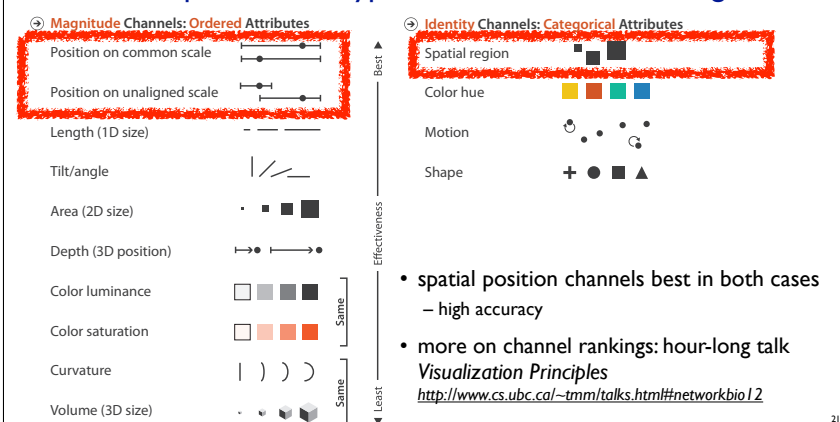 Magnitude Channels: Ordered Attributes
Position on common scale
Position on unaligned scale
Length (1D size)
Tilt/angle
Area (2D size)
Depth (3D position)
Color luminance
Color saturation
Curvature
Volume (3D size)
Same
Same
Best
Effectiveness
Least
Identity Channels: Categorical Attributes
Spatial region
Color hue
Motion
Shape
• spatial position channels best in both cases
– high accuracy
• more on channel rankings: hour-long talk
Visualization Principles
http://www.cs.ubc.ca/~tmm/talks.html#networkbio12
21